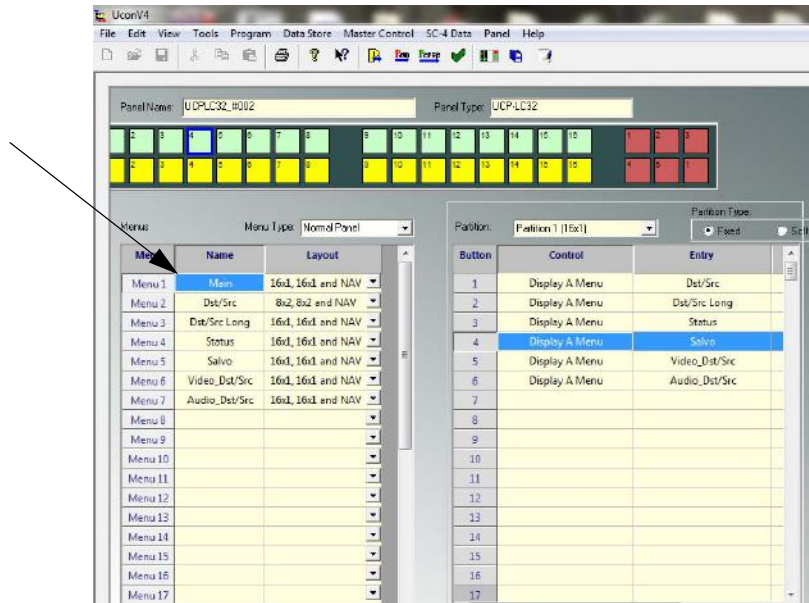 UconV4
File Edit View Tools Program Data Store Master Control SC-4 Data Panel Help
Panel Name: UCPLC32_#002 Panel Type: UCP-LC32
2 3 4 5 6 7 8 9 10 11 12 13 14 15 16 1 2 3
2 3 4 5 6 7 8 9 10 11 12 13 14 15 16 4 5
Partition Type:
Menus Menu Type: Normal Panel Partition: Partition 1 (16x1) Fixed
Name Layout Button Control Entry
Menu 1 Main 16x1, 16x1 and NAV 1 Display A Menu Dst/Src
Menu 2 Dst/Src 8x2, 8x2 and NAV 2 Display A Menu Dst/Src Long
Menu 3 Dst/Src Long 16x1, 16x1 and NAV 3 Display A Menu Status
Menu 4 Status 16x1, 16x1 and NAV 4 Display A Menu Salvo
Menu 5 Salvo 16x1, 16x1 and NAV 5 Display A Menu Video_Dst/Src
Menu 6 Video_Dst/Src 16x1, 16x1 and NAV 6 Display A Menu Audio_Dst/Src
Menu 7 Audio_Dst/Src 16x1, 16x1 and NAV 7
Menu 8 8
Menu 9 9
Menu 10 10
Menu 11 11
Menu 12 12
Menu 13 13
Menu 14 14
Menu 15 15
Menu 16 16
Menu 17 17